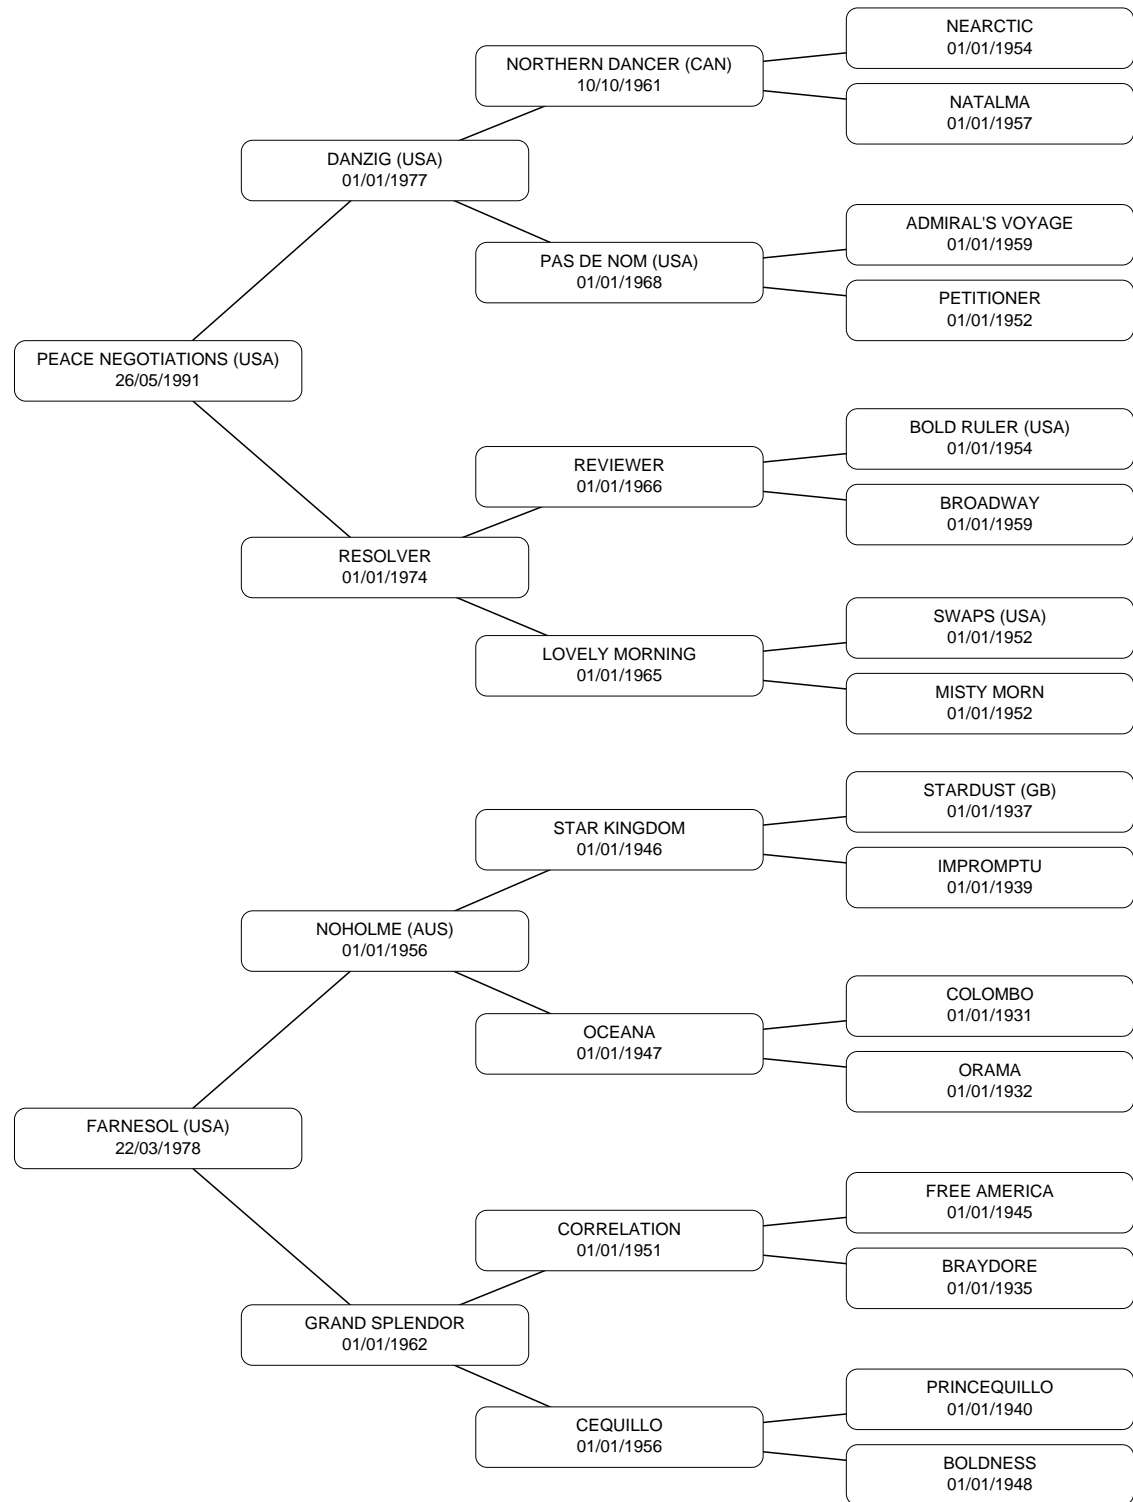 NEARCTIC
01/01/1954
NORTHERN DANCER (CAN)
10/10/1961
NATALMA
01/01/1957
DANZIG (USA)
01/01/1977
ADMIRAL'S VOYAGE
01/01/1959
PAS DE NOM (USA)
01/01/1968
PETITIONER
01/01/1952
PEACE NEGOTIATIONS (USA)
26/05/1991
BOLD RULER (USA)
01/01/1954
REVIEWER
01/01/1966
BROADWAY
01/01/1959
RESOLVER
01/01/1974
SWAPS (USA)
01/01/1952
LOVELY MORNING
01/01/1965
MISTY MORN
01/01/1952
STARDUST (GB)
01/01/1937
STAR KINGDOM
01/01/1946
IMPROMPTU
01/01/1939
NOHOLME (AUS)
01/01/1956
COLOMBO
01/01/1931
OCEANA
01/01/1947
ORAMA
01/01/1932
FARNESOL (USA)
22/03/1978
FREE AMERICA
01/01/1945
CORRELATION
01/01/1951
BRAYDORE
01/01/1935
GRAND SPLENDOR
01/01/1962
PRINCEQUILLO
01/01/1940
CEQUILLO
01/01/1956
BOLDNESS
01/01/1948